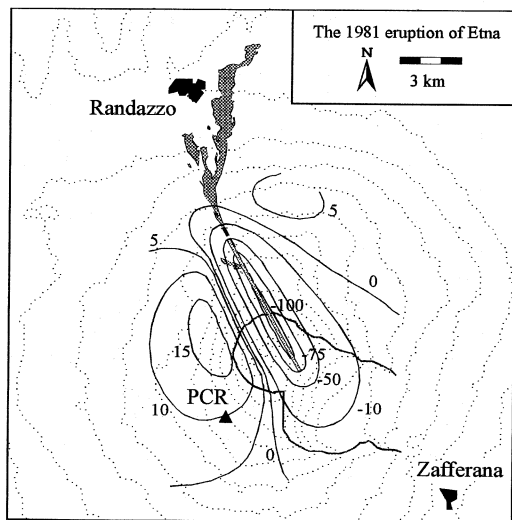 The 1981 eruption of Etna
N
3 km
Randazzo
5
5
0
-100
15
-75
-50
PCR
10
-10
0
Zafferana